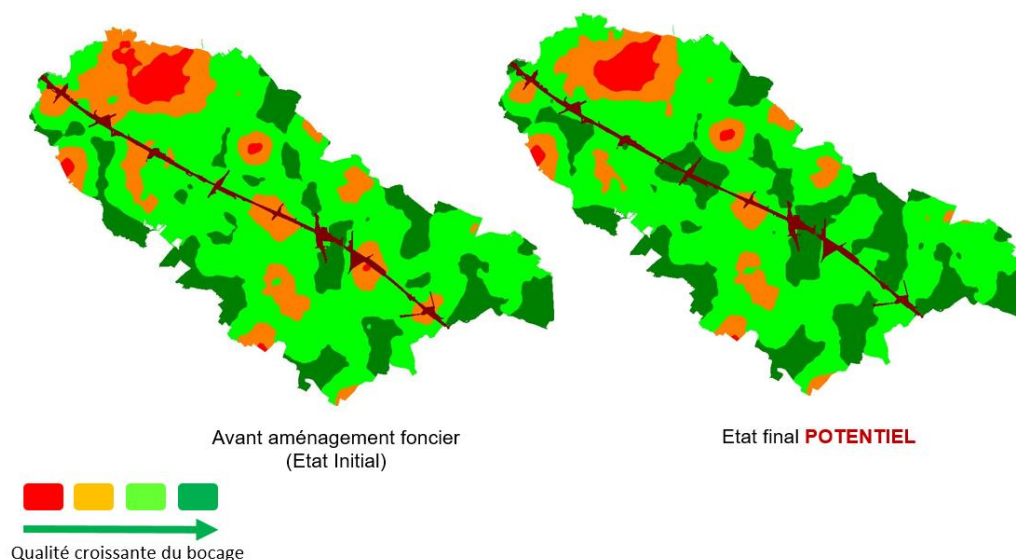 Avant aménagement foncier
(Etat Initial)
Etat final POTENTIEL
Qualité croissante du bocage